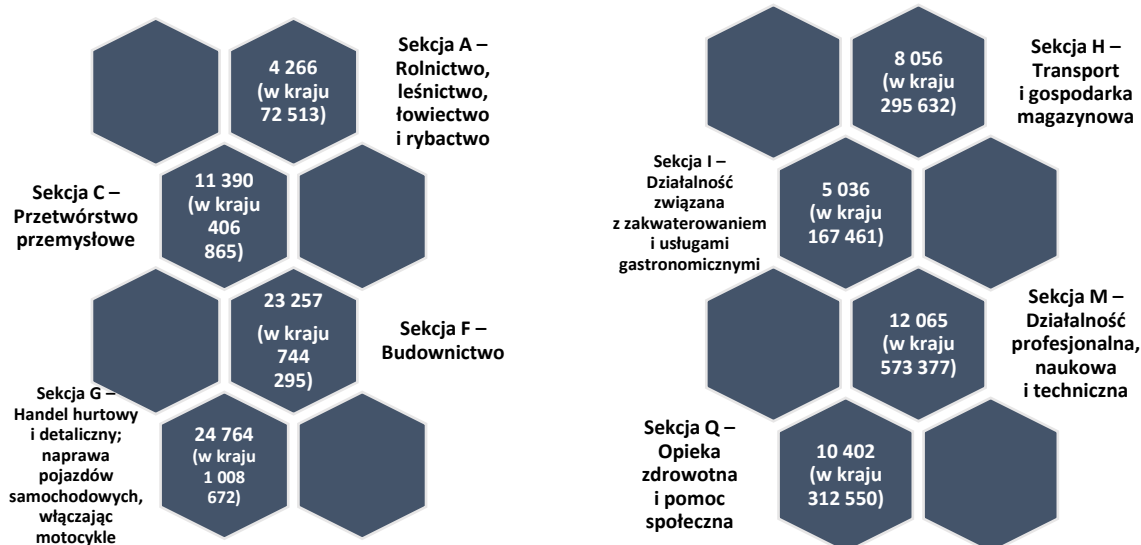 4 266
(w kraju
72 513)
Sekcja A –
Rolnictwo,
leśnictwo,
łowiectwo
i rybactwo
Sekcja C –
Przetwórstwo
przemysłowe
11 390
(w kraju
406
865)
23 257
(w kraju
744
295)
Sekcja F –
Budownictwo
Sekcja G –
Handel hurtowy
i detaliczny;
naprawa
pojazdów
samochodowych,
włączając
motocykle
24 764
(w kraju
1 008
672)
8 056
(w kraju
295 632)
Sekcja H –
Transport
i gospodarka
magazynowa
Sekcja I –
Działalność
związana
z zakwaterowaniem
i usługami
gastronomicznymi
5 036
(w kraju
167 461)
12 065
(w kraju
573 377)
Sekcja M –
Działalność
profesjonalna,
naukowa
i techniczna
Sekcja Q –
Opieka
zdrowotna
i pomoc
społeczna
10 402
(w kraju
312 550)